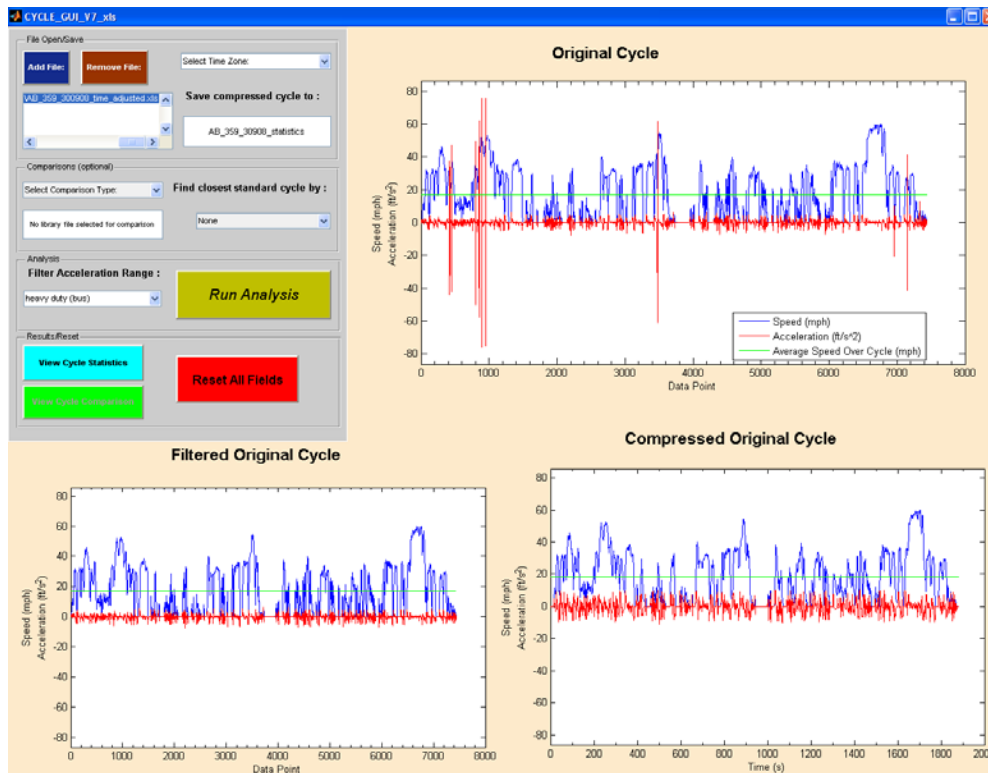 CYCLE_GUI_V7_xls
File Open/Save
Add File:
Remove File:
Select Time Zone:
\AB_359_300908_time_adjusted.xls
Save compressed cycle to :
AB_359_30908_statistics
Comparisons (optional)
Select Comparison Type:
Find closest standard cycle by :
No library file selected for comparison
None
Analysis
Filter Acceleration Range :
heavy duty (bus)
Run Analysis
Results/Reset
View Cycle Statistics
View Cycle Comparison
Reset All Fields
Original Cycle
80
60
40
20
0
-20
-40
-60
-80
Speed (mph)
Acceleration (ft/s²)
Speed (mph)
Acceleration (ft/s^2)
Average Speed Over Cycle (mph)
0 1000 2000 3000 4000 5000 6000 7000 8000
Data Point
Filtered Original Cycle
80
60
40
20
0
-20
-40
-60
-80
Speed (mph)
Acceleration (ft/s²)
0 1000 2000 3000 4000 5000 6000 7000 8000
Data Point
Compressed Original Cycle
80
60
40
20
0
-20
-40
-60
-80
Speed (mph)
Acceleration (ft/s²)
0 200 400 600 800 1000 1200 1400 1600 1800 2000
Time (s)